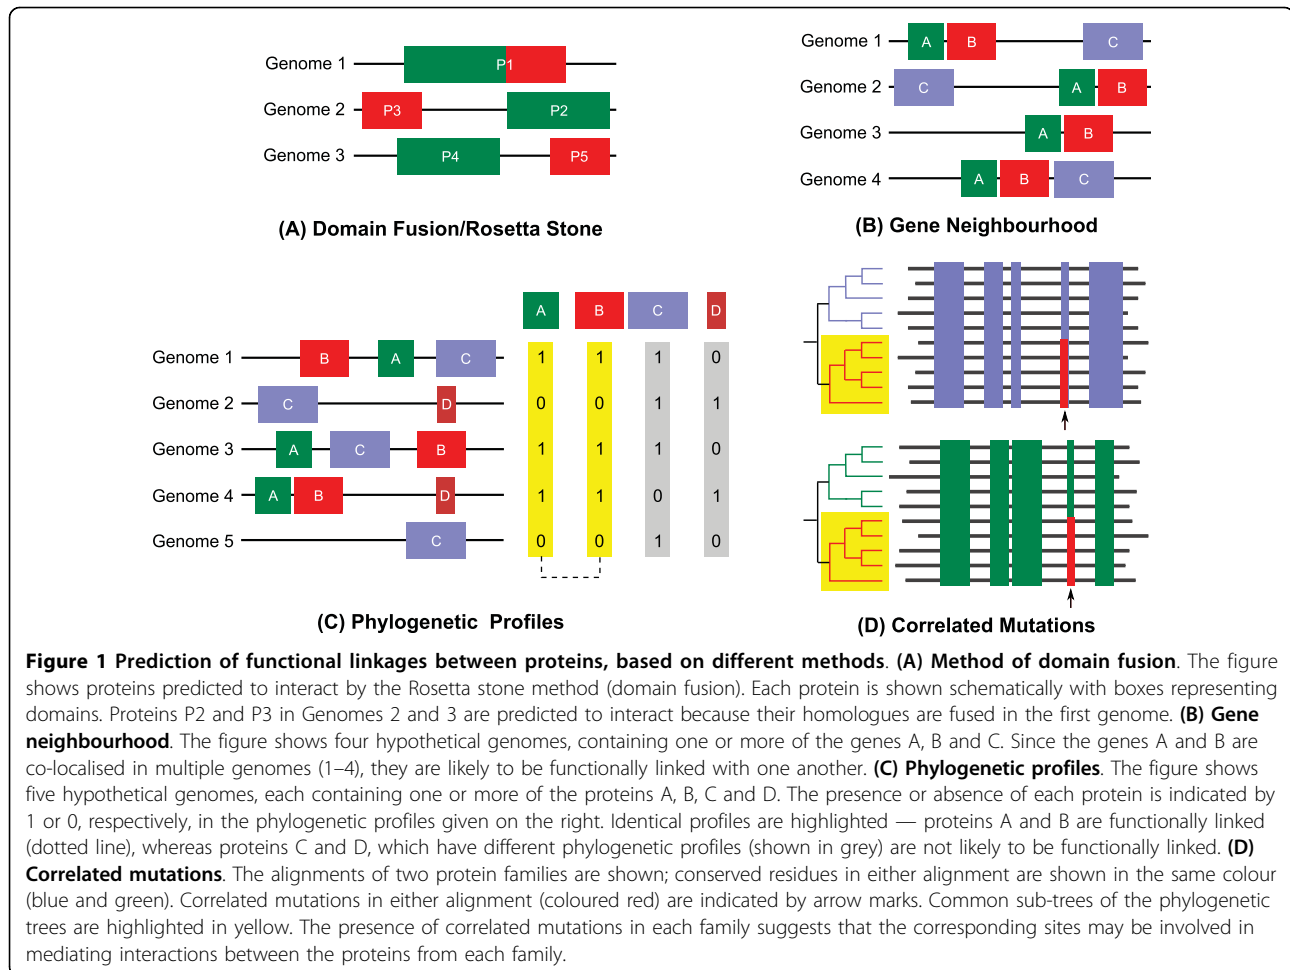 Genome 1
P1
Genome 2
P3
P2
Genome 3
P4
P5
(A) Domain Fusion/Rosetta Stone
Genome 1
A
B
C
Genome 2
C
A
B
Genome 3
A
B
Genome 4
A
B
C
(B) Gene Neighbourhood
A
B
C
D
Genome 1
B
A
C
1
1
1
0
Genome 2
C
D
0
0
1
1
Genome 3
A
C
B
1
1
1
0
Genome 4
A
B
D
1
1
0
1
Genome 5
C
0
0
1
0
(C) Phylogenetic Profiles
(D) Correlated Mutations
Figure 1 Prediction of functional linkages between proteins, based on different methods. (A) Method of domain fusion. The figure
shows proteins predicted to interact by the Rosetta stone method (domain fusion). Each protein is shown schematically with boxes representing
domains. Proteins P2 and P3 in Genomes 2 and 3 are predicted to interact because their homologues are fused in the first genome. (B) Gene
neighbourhood. The figure shows four hypothetical genomes, containing one or more of the genes A, B and C. Since the genes A and B are
co-localised in multiple genomes (1–4), they are likely to be functionally linked with one another. (C) Phylogenetic profiles. The figure shows
five hypothetical genomes, each containing one or more of the proteins A, B, C and D. The presence or absence of each protein is indicated by
1 or 0, respectively, in the phylogenetic profiles given on the right. Identical profiles are highlighted — proteins A and B are functionally linked
(dotted line), whereas proteins C and D, which have different phylogenetic profiles (shown in grey) are not likely to be functionally linked. (D)
Correlated mutations. The alignments of two protein families are shown; conserved residues in either alignment are shown in the same colour
(blue and green). Correlated mutations in either alignment (coloured red) are indicated by arrow marks. Common sub-trees of the phylogenetic
trees are highlighted in yellow. The presence of correlated mutations in each family suggests that the corresponding sites may be involved in
mediating interactions between the proteins from each family.